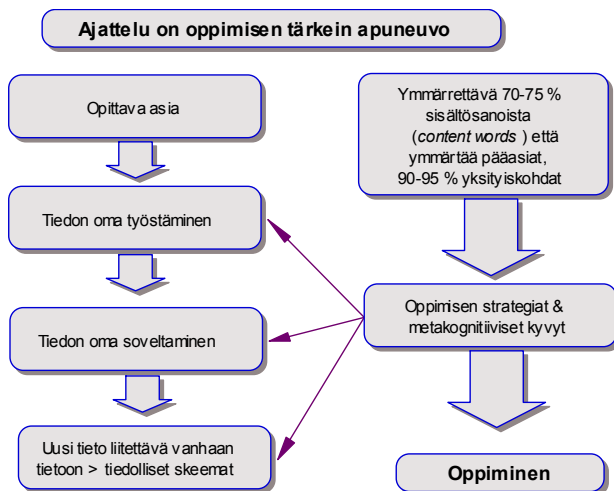 Ajattelu on oppimisen tärkein apuneuvo
Opittava asia
Tiedon oma työstäminen
Tiedon oma soveltaminen
Uusi tieto liitettävä vanhaan
tietoon > tiedolliset skeemat
Ymmärrettävä 70-75 %
sisältösanoista
(content words ) että
ymmärtää pääasiat,
90-95 % yksityiskohdat
Oppimisen strategiat &
metakognitiiviset kyvyt
Oppiminen